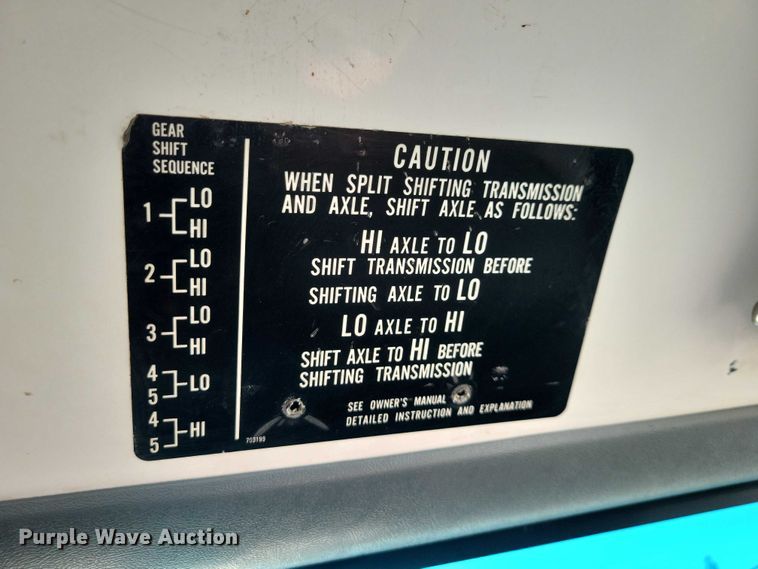 GEAR
SHIFT
SEQUENCE
1 LO
HI
2 LO
HI
3 LO
HI
4
5 LO
4
5 HI
CAUTION
WHEN SPLIT SHIFTING TRANSMISSION
AND AXLE, SHIFT AXLE AS FOLLOWS:
HI AXLE TO LO
SHIFT TRANSMISSION BEFORE
SHIFTING AXLE TO LO
LO AXLE TO HI
SHIFT AXLE TO HI BEFORE
SHIFTING TRANSMISSION
SEE OWNER'S MANUAL
DETAILED INSTRUCTION AND EXPLANATION
Purple Wave Auction